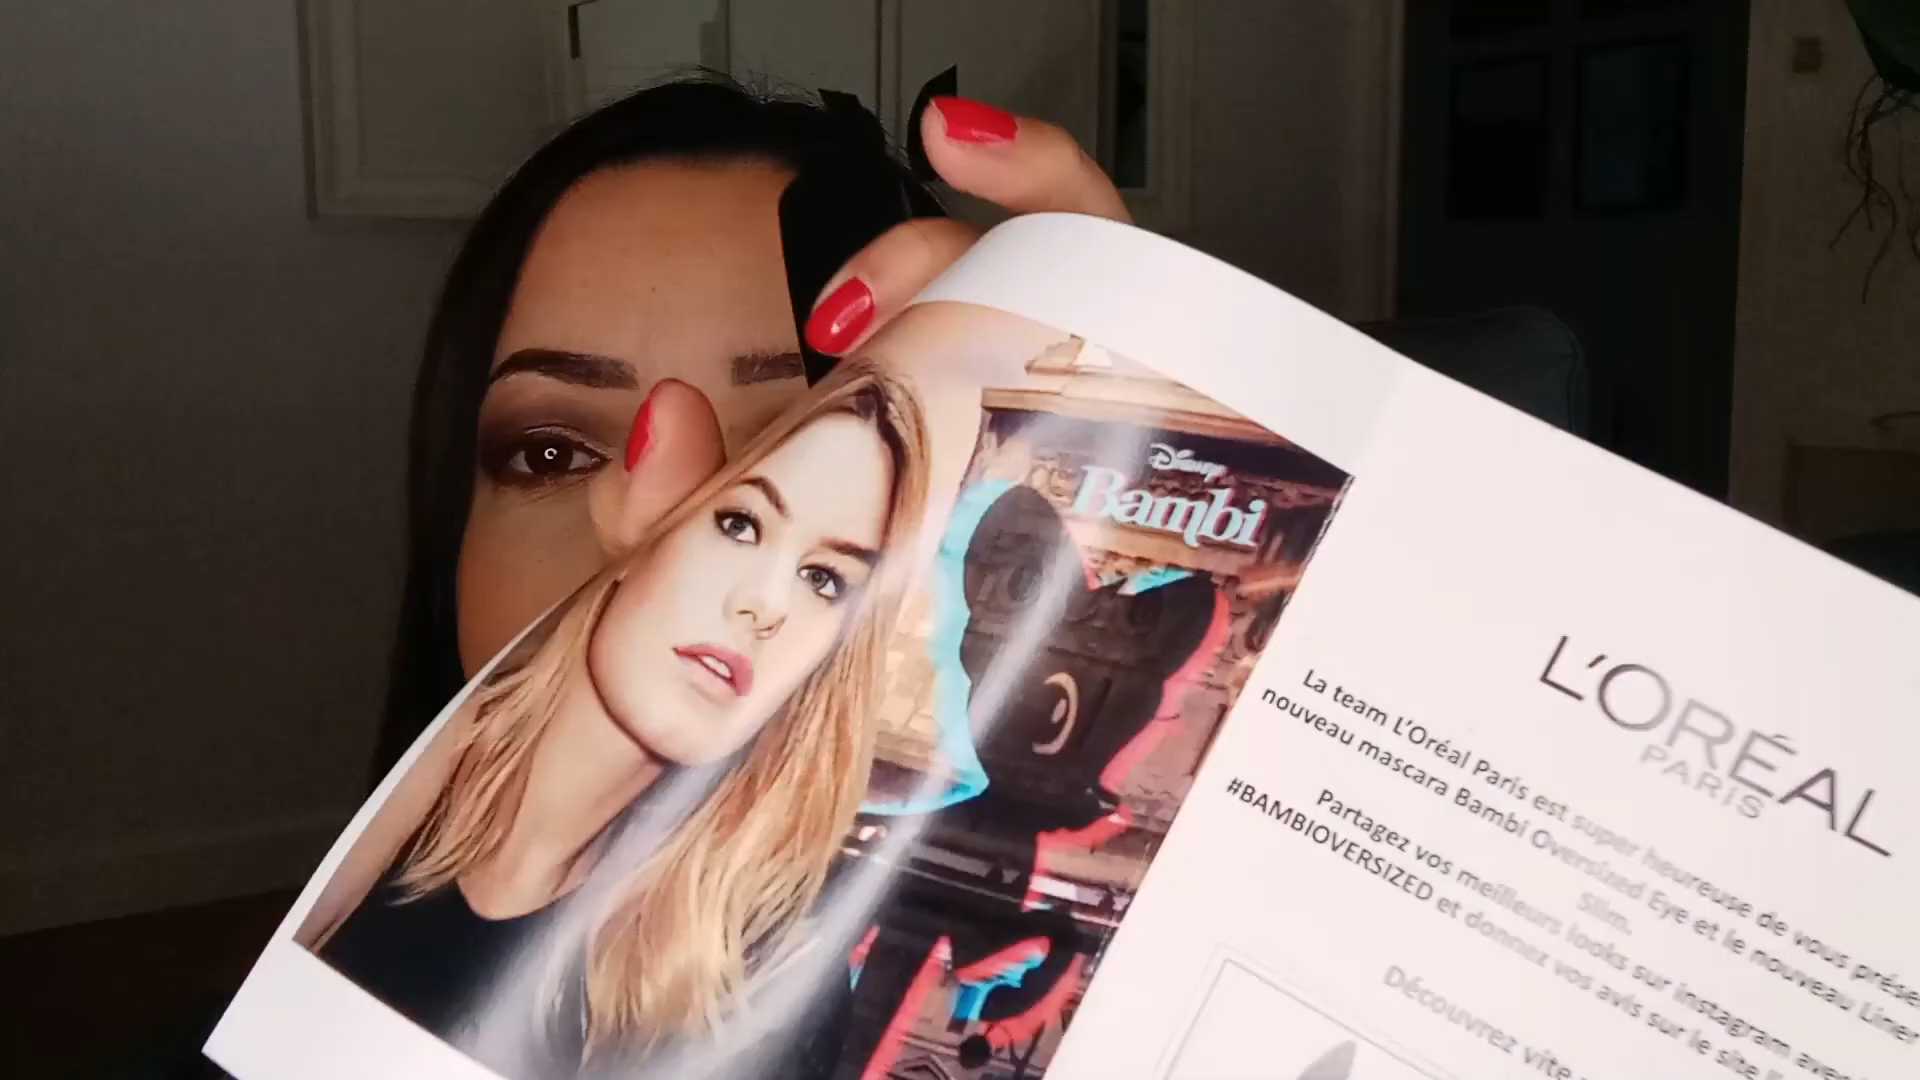 Disney
Bambi
L'ORÉAL
PARIS
La team L'Oréal Paris est super heureuse de vous
nouveau mascara Bambi Oversized Eye et le nouveau Liner
Slim.
Partagez vos meilleurs looks sur Instagram avec
#BAMBIOVERSIZED et donnez vos avis sur le site
Découvrez vite